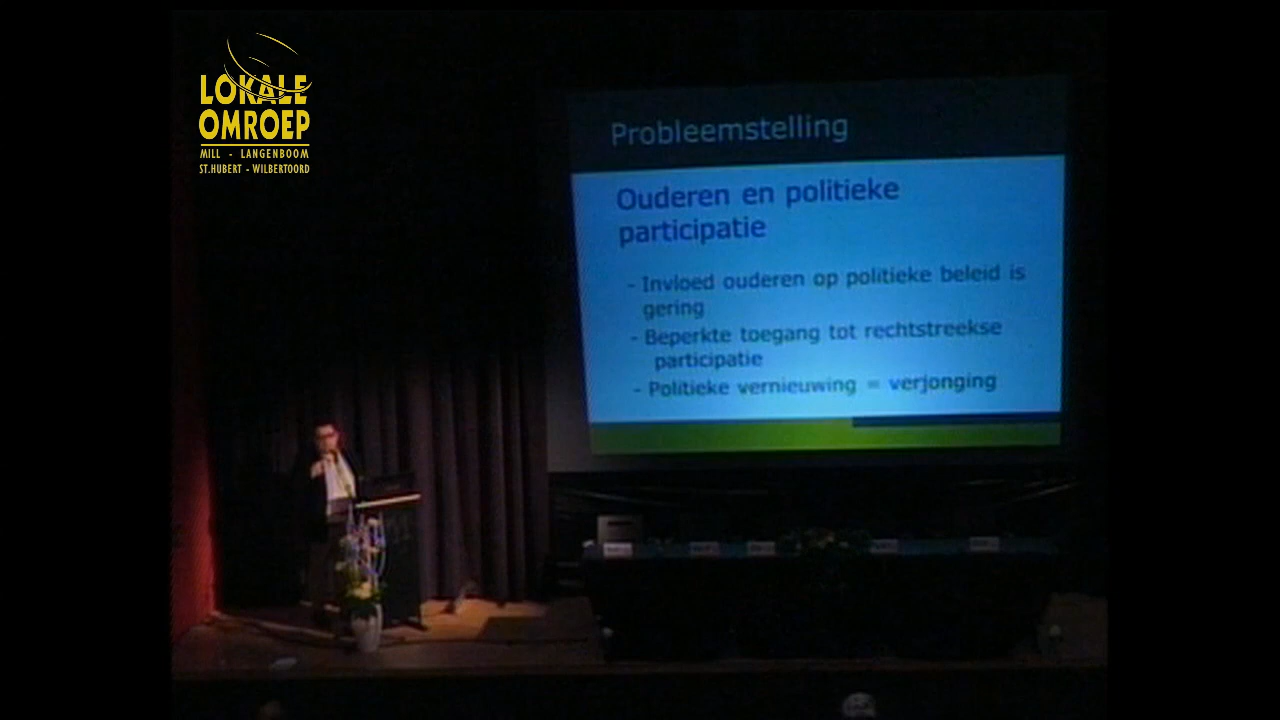 LOKALE
OMROEP
MILL - LANGENBOOM
ST.HUBERT - WILBERTOORD
Probleemstelling
Ouderen en politieke
participatie
- Invloed ouderen op politieke beleid is
gering
- Beperkte toegang tot rechtstreekse
participatie
- Politieke vernieuwing = verjonging